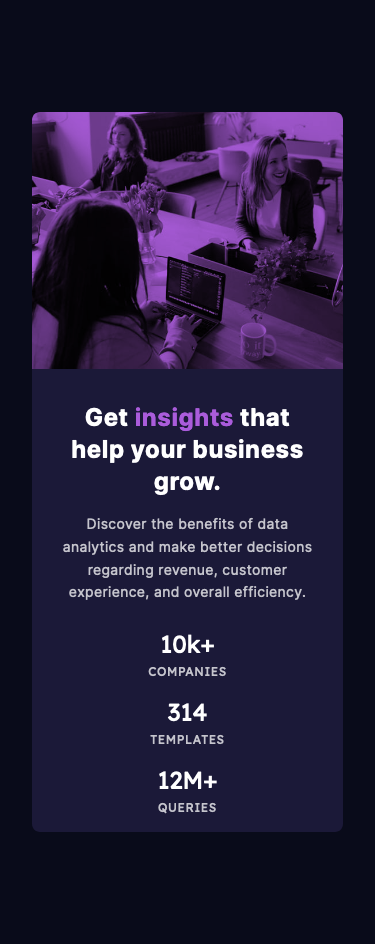 Get insights that
help your business
grow.
Discover the benefits of data
analytics and make better decisions
regarding revenue, customer
experience, and overall efficiency.
10k+
COMPANIES
314
TEMPLATES
12M+
QUERIES